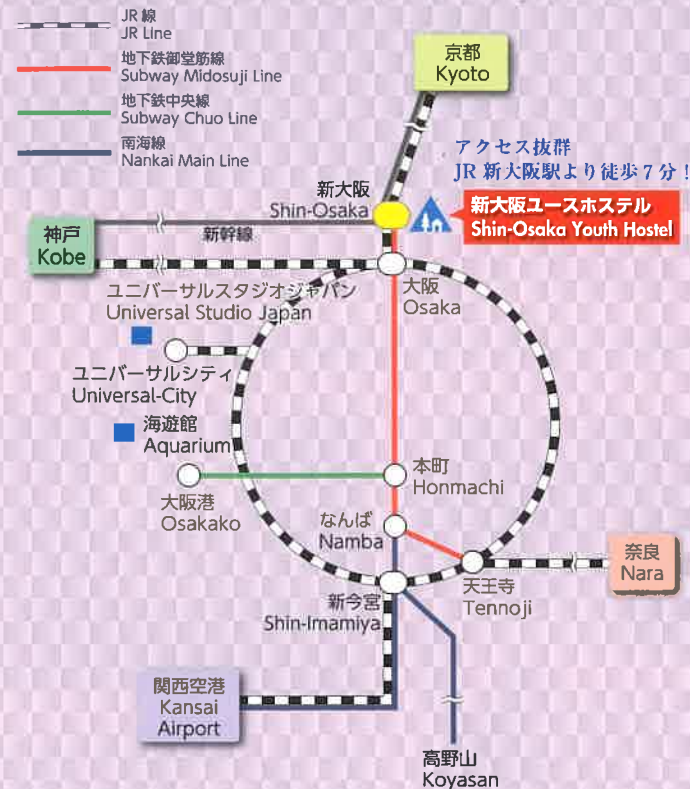 JR 線
JR Line
地下鉄御堂筋線
Subway Midosuji Line
地下鉄中央線
Subway Chuo Line
南海線
Nankai Main Line
京都
Kyoto
アクセス抜群
JR 新大阪駅より徒歩7分!
新大阪
Shin-Osaka
新大阪ユースホステル
Shin-Osaka Youth Hostel
新幹線
神戸
Kobe
大阪
Osaka
ユニバーサルスタジオジャパン
Universal Studio Japan
ユニバーサルシティ
Universal-City
海遊館
Aquarium
本町
Honmachi
大阪港
Osakako
なんば
Namba
奈良
Nara
天王寺
Tennoji
新今宮
Shin-Imamiya
関西空港
Kansai
Airport
高野山
Koyasan